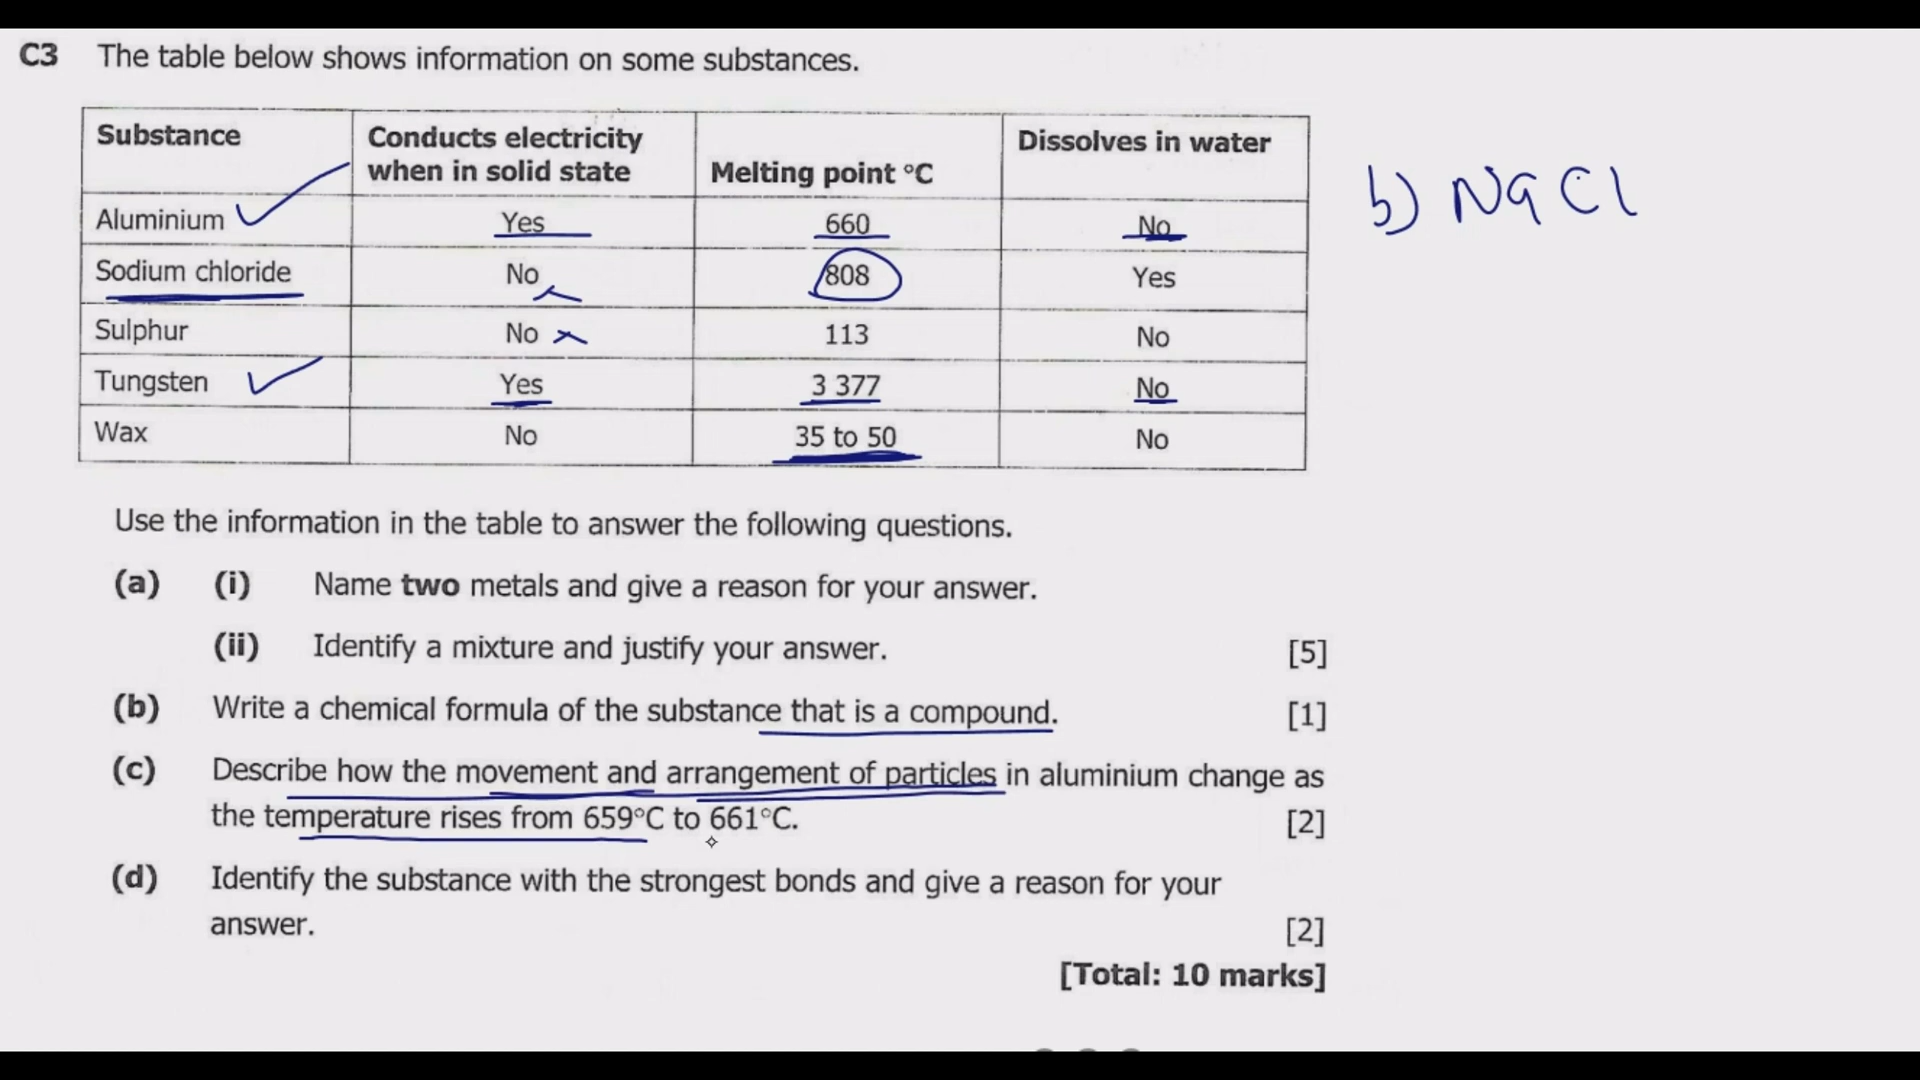 C3 The table below shows information on some substances.
Substance Conducts electricity when in solid state Melting point °C Dissolves in water
Aluminium Yes 660 No
Sodium chloride No 808 Yes
Sulphur No 113 No
Tungsten Yes 3 377 No
Wax No 35 to 50 No
b) NaCl
Use the information in the table to answer the following questions.
(a) (i) Name two metals and give a reason for your answer.
(ii) Identify a mixture and justify your answer. [5]
(b) Write a chemical formula of the substance that is a compound. [1]
(c) Describe how the movement and arrangement of particles in aluminium change as
the temperature rises from 659°C to 661°C. [2]
(d) Identify the substance with the strongest bonds and give a reason for your
answer. [2]
[Total: 10 marks]